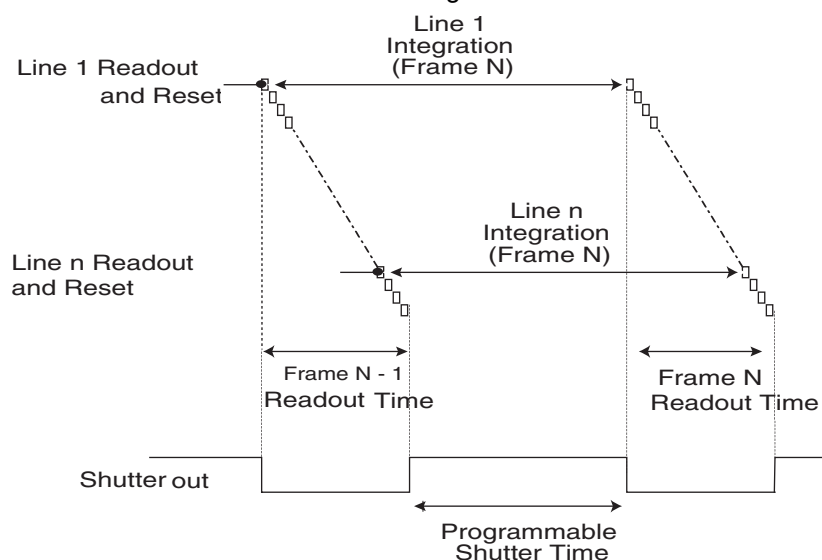 Line 1
Integration
(Frame N)
Line 1 Readout
and Reset
Line n
Integration
(Frame N)
Line n Readout
and Reset
Frame N - 1
Readout Time
Frame N
Readout Time
Shutter out
Programmable
Shutter Time